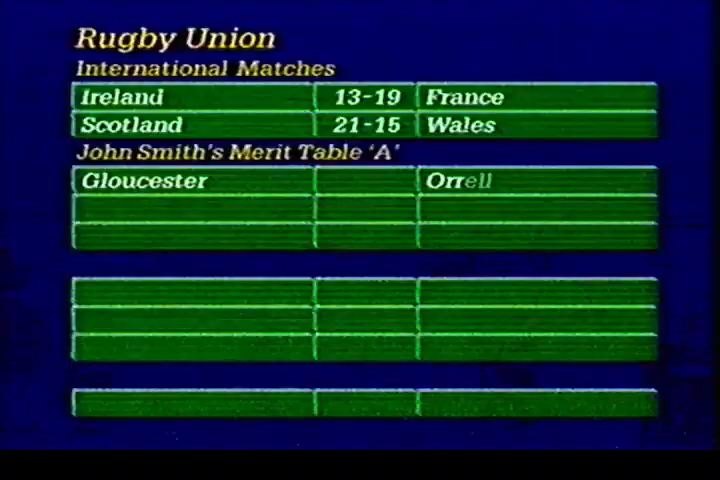 Rugby Union
International Matches
Ireland 13-19 France
Scotland 21-15 Wales
John Smith's Merit Table 'A'
Gloucester Orrell